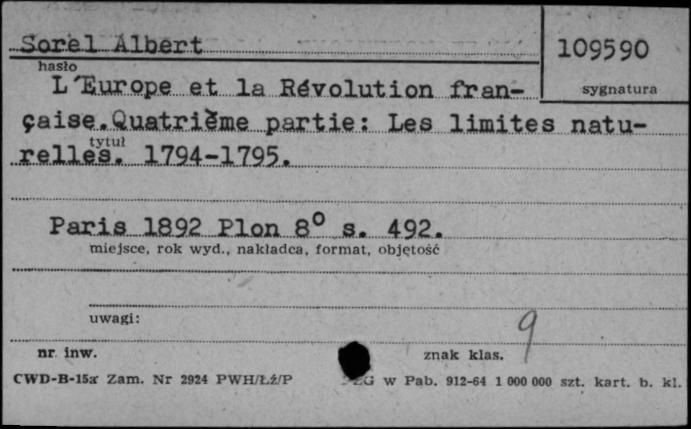 Sorel Albert
109590
hasło
sygnatura
L'Europe et la Révolution fran-
çaise.Quatrième partie: Les limites natu-
tytuł
relles. 1794-1795.
Paris 1892 Plon 8° s. 492.
miejsce, rok wyd., nakładca, format, objętość
uwagi:
9
nr. inw.
znak klas.
CWD-B-15a Zam. Nr 2924 PWH/Łź/P
w Pab. 912-64 1 000 000 szt. kart. b. kl.